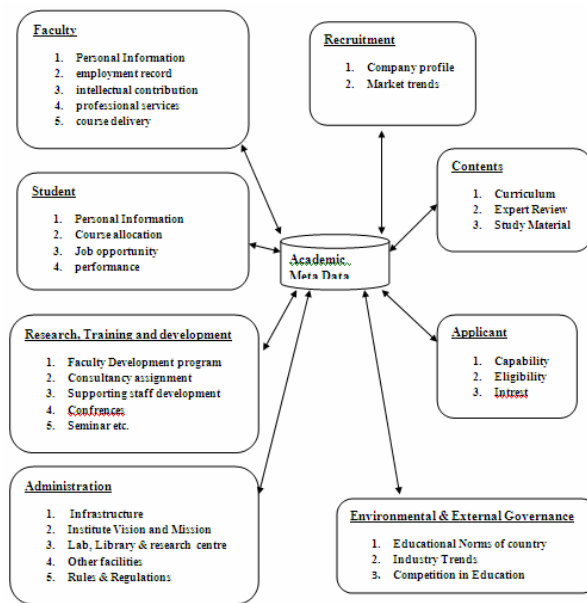 Faculty
1. Personal Information
2. employment record
3. intellectual contribution
4. professional services
5. course delivery
Recruitment
1. Company profile
2. Market trends
Contents
1. Curriculum
2. Expert Review
3. Study Material
Student
1. Personal Information
2. Course allocation
3. Job opportunity
4. performance
Academic
Meta Data
Research, Training and development
1. Faculty Development program
2. Consultancy assignment
3. Supporting staff development
4. Confrences
5. Seminar etc.
Applicant
1. Capability
2. Eligibility
3. Intrest
Administration
1. Infrastructure
2. Institute Vision and Mission
3. Lab, Library & research centre
4. Other facilities
5. Rules & Regulations
Environmental & External Governance
1. Educational Norms of country
2. Industry Trends
3. Competition in Education